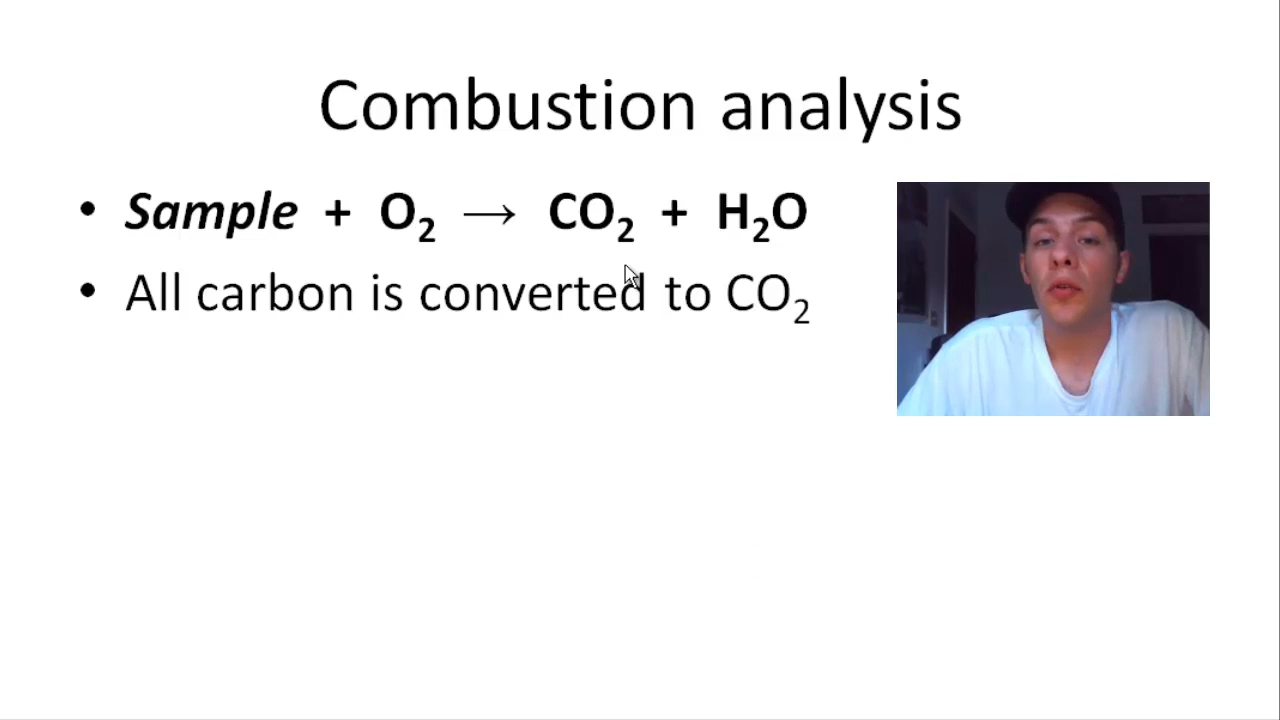 Combustion analysis
• Sample + O₂ → CO₂ + H₂O
• All carbon is converted to CO₂